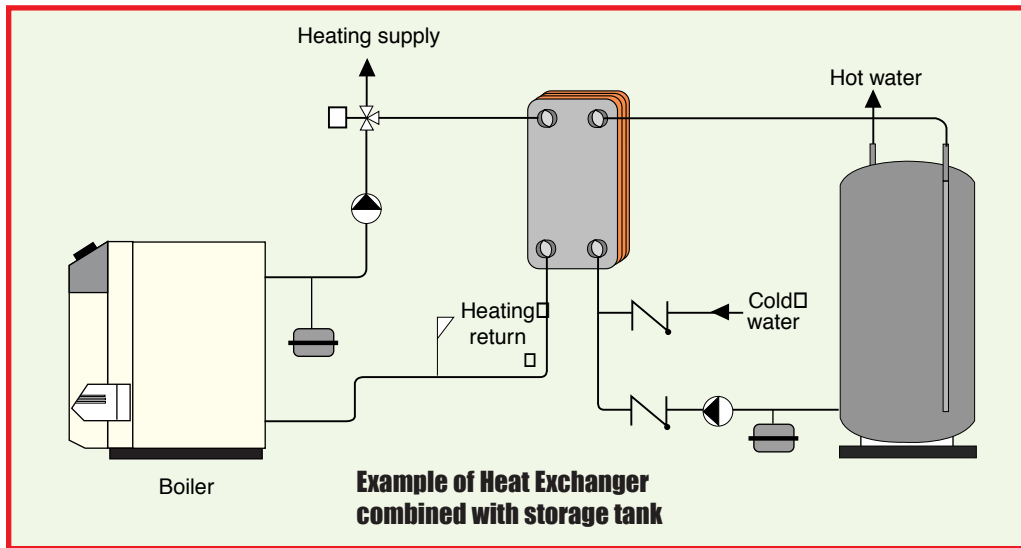 Heating supply
Hot water
Heating
return
Cold
water
Boiler
Example of Heat Exchanger
combined with storage tank